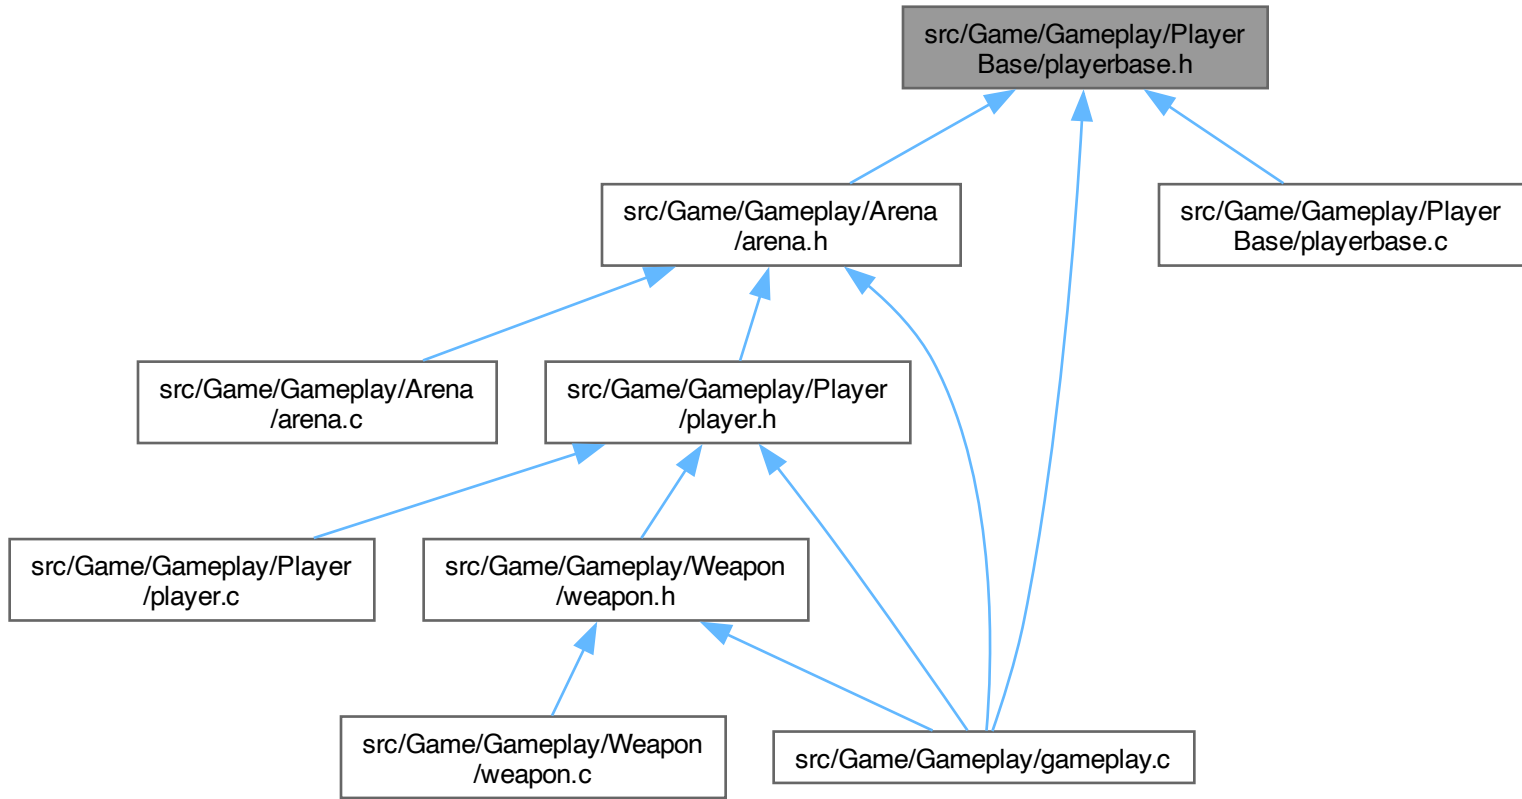 src/Game/Gameplay/Player
Base/playerbase.h
src/Game/Gameplay/Arena
/arena.h
src/Game/Gameplay/Player
Base/playerbase.c
src/Game/Gameplay/Arena
/arena.c
src/Game/Gameplay/Player
/player.h
src/Game/Gameplay/Player
/player.c
src/Game/Gameplay/Weapon
/weapon.h
src/Game/Gameplay/Weapon
/weapon.c
src/Game/Gameplay/gameplay.c